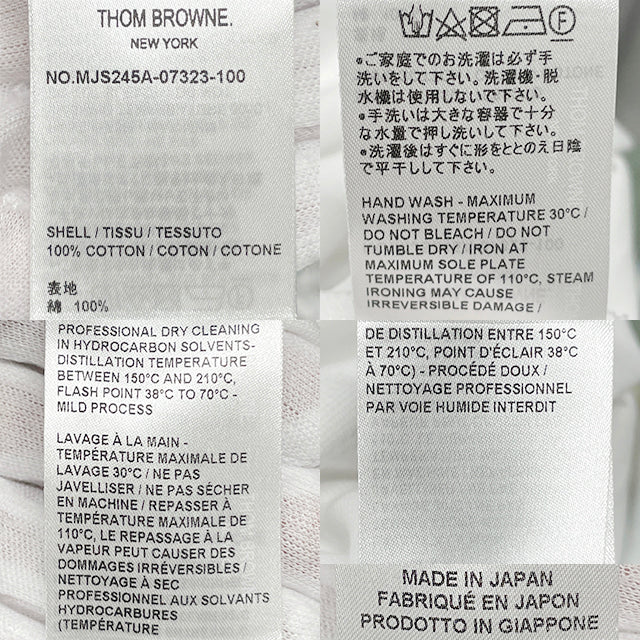 THOM BROWNE.
NEW YORK
NO.MJS245A-07323-100
SHELL / TISSU / TESSUTO
100% COTTON / COTON / COTONE
表地
綿 100%
●ご家庭でのお洗濯は必ず手
洗いをして下さい。洗濯機・脱
水機は使用しないで下さい。
●手洗いは大きな容器で十分
な水量で押し洗いして下さい。
●洗濯後はすぐに形をととのえ日陰
で平干しして下さい。
HAND WASH - MAXIMUM
WASHING TEMPERATURE 30°C /
DO NOT BLEACH / DO NOT
TUMBLE DRY / IRON AT
MAXIMUM SOLE PLATE
TEMPERATURE OF 110°C, STEAM
IRONING MAY CAUSE
IRREVERSIBLE DAMAGE /
PROFESSIONAL DRY CLEANING
IN HYDROCARBON SOLVENTS-
DISTILLATION TEMPERATURE
BETWEEN 150°C AND 210°C,
FLASH POINT 38°C TO 70°C -
MILD PROCESS
LAVAGE À LA MAIN -
TEMPÉRATURE MAXIMALE DE
LAVAGE 30°C / NE PAS
JAVELLISER / NE PAS SÉCHER
EN MACHINE / REPASSER À
TEMPÉRATURE MAXIMALE DE
110°C, LE REPASSAGE À LA
VAPEUR PEUT CAUSER DES
DOMMAGES IRRÉVERSIBLES /
NETTOYAGE À SEC
PROFESSIONNEL AUX SOLVANTS
HYDROCARBURES
(TEMPÉRATURE
DE DISTILLATION ENTRE 150°C
ET 210°C, POINT D'ÉCLAIR 38°C
À 70°C) - PROCÉDÉ DOUX /
NETTOYAGE PROFESSIONNEL
PAR VOIE HUMIDE INTERDIT
MADE IN JAPAN
FABRIQUÉ EN JAPON
PRODOTTO IN GIAPPONE